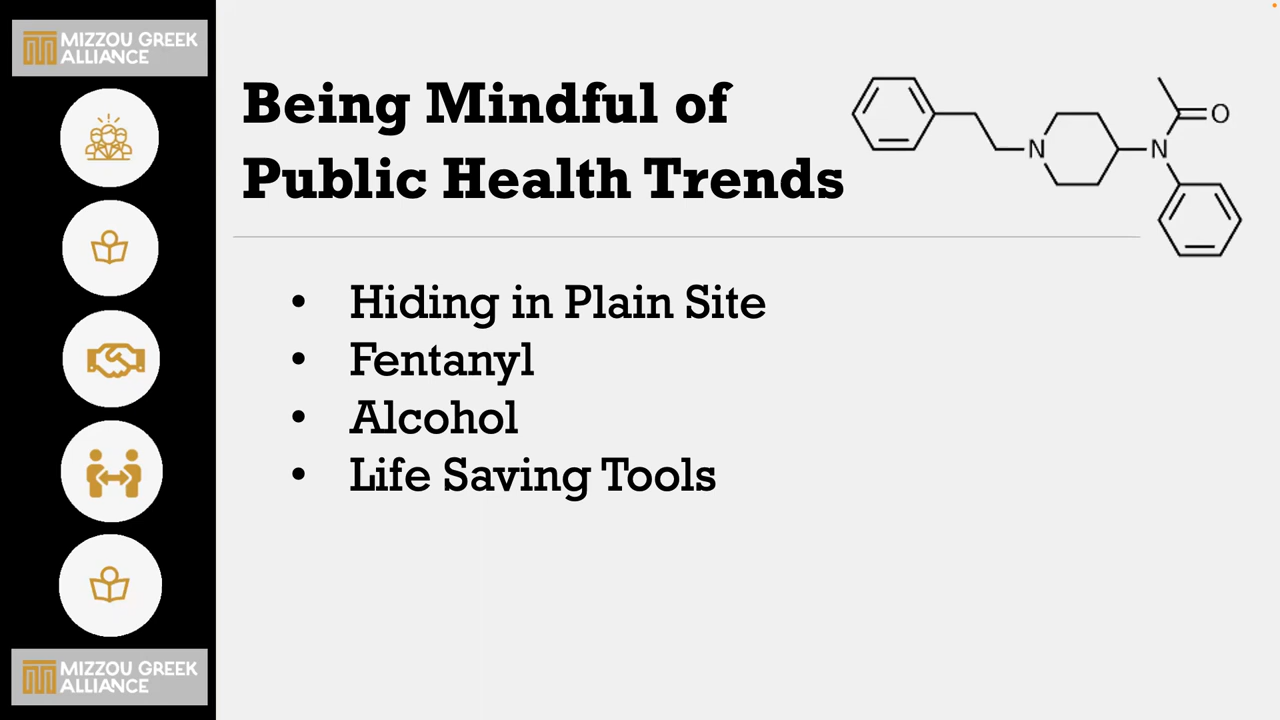 MIZZOU GREEK
ALLIANCE
Being Mindful of
Public Health Trends
N
N
O
• Hiding in Plain Site
• Fentanyl
• Alcohol
• Life Saving Tools
MIZZOU GREEK
ALLIANCE